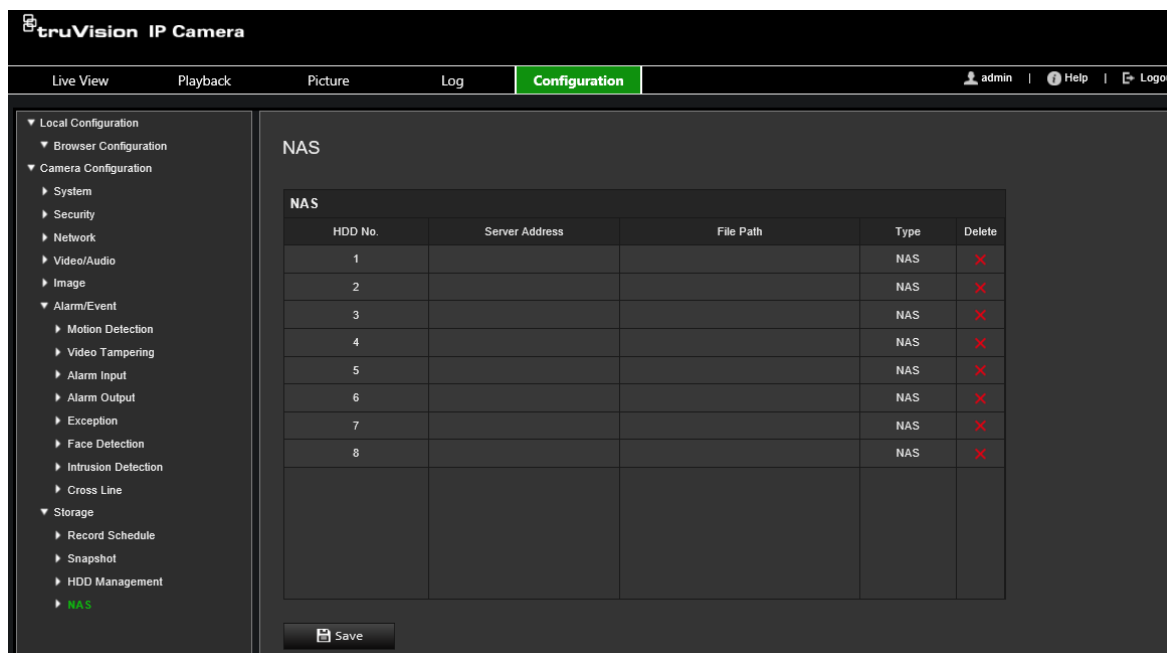 truVision IP Camera
Live View Playback Picture Log Configuration admin | Help | Logou
Local Configuration
Browser Configuration
Camera Configuration
System
Security
Network
Video/Audio
Image
Alarm/Event
Motion Detection
Video Tampering
Alarm Input
Alarm Output
Exception
Face Detection
Intrusion Detection
Cross Line
Storage
Record Schedule
Snapshot
HDD Management
NAS
NAS
NAS
HDD No. Server Address File Path Type Delete
1 NAS
2 NAS
3 NAS
4 NAS
5 NAS
6 NAS
7 NAS
8 NAS
Save